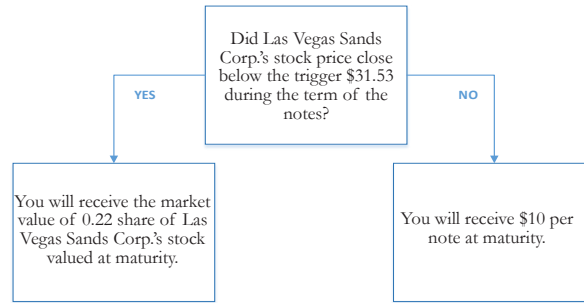 Did Las Vegas Sands
Corp.'s stock price close
below the trigger $31.53
during the term of the
notes?
YES
NO
You will receive the market
value of 0.22 share of Las
Vegas Sands Corp.'s stock
valued at maturity.
You will receive $10 per
note at maturity.